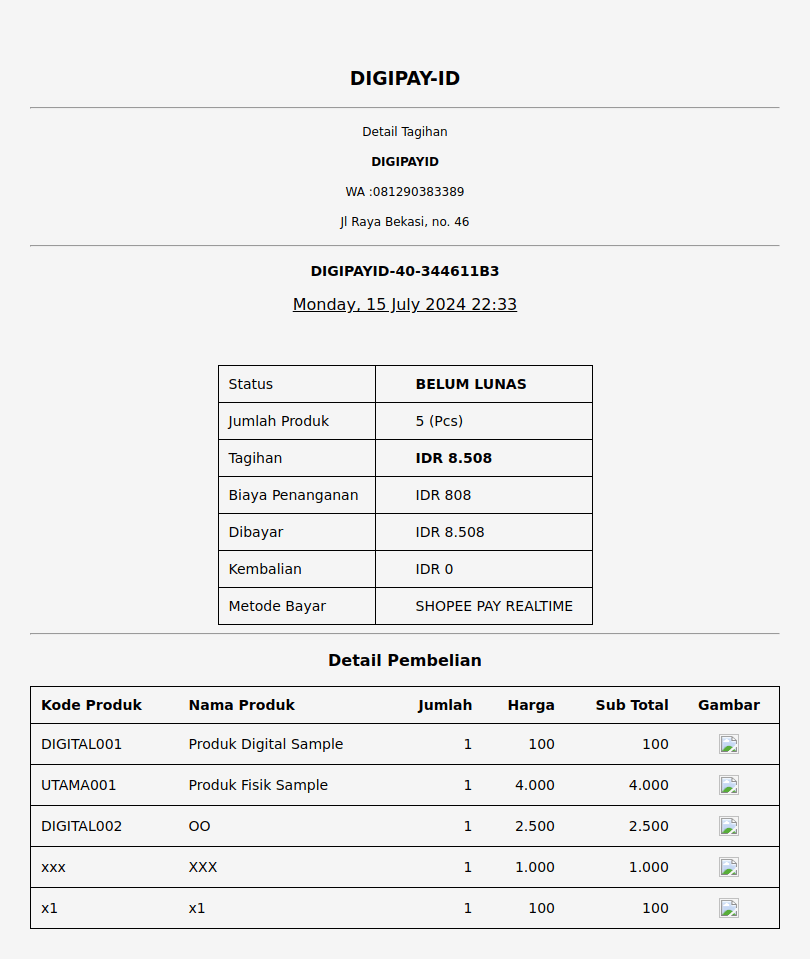 DIGIPAY-ID
Detail Tagihan
DIGIPAYID
WA :081290383389
Jl Raya Bekasi, no. 46
DIGIPAYID-40-344611B3
Monday, 15 July 2024 22:33
Status BELUM LUNAS
Jumlah Produk 5 (Pcs)
Tagihan IDR 8.508
Biaya Penanganan IDR 808
Dibayar IDR 8.508
Kembalian IDR 0
Metode Bayar SHOPEE PAY REALTIME
Detail Pembelian
Kode Produk Nama Produk Jumlah Harga Sub Total Gambar
DIGITAL001 Produk Digital Sample 1 100 100
UTAMA001 Produk Fisik Sample 1 4.000 4.000
DIGITAL002 OO 1 2.500 2.500
xxx XXX 1 1.000 1.000
x1 x1 1 100 100